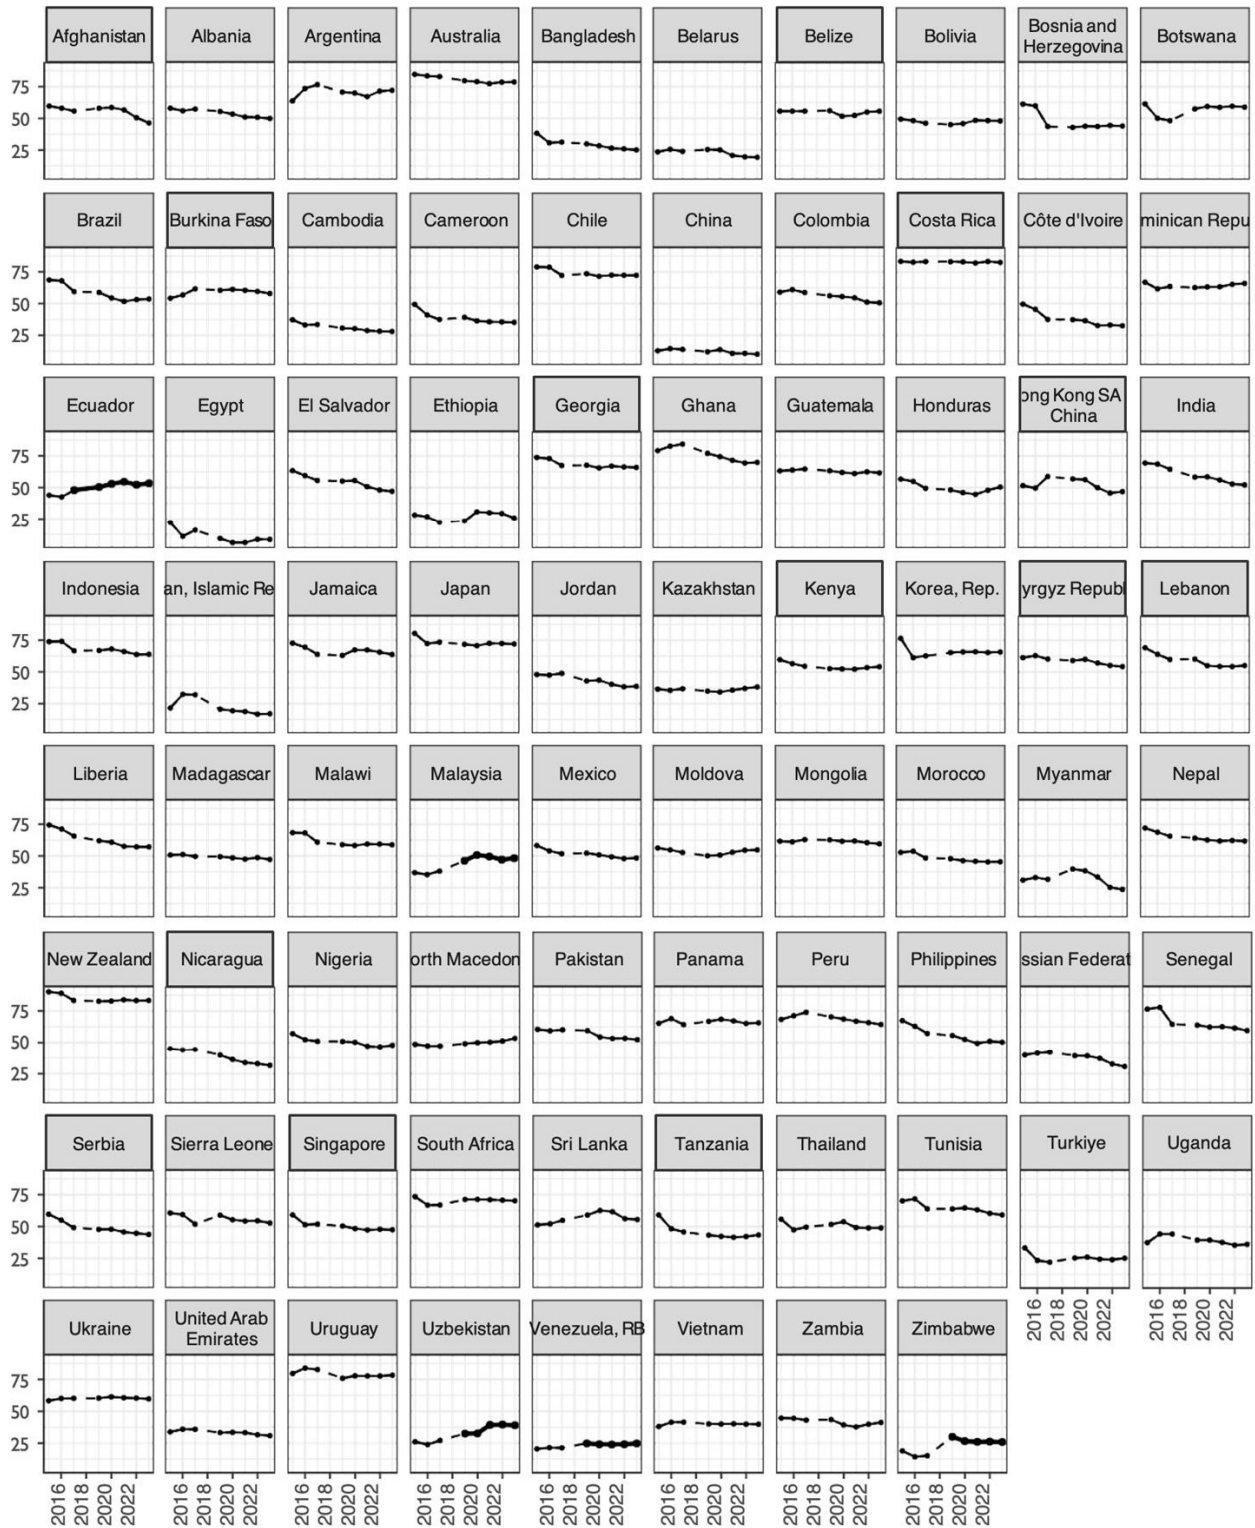 Afghanistan
Albania
Argentina
Australia
Bangladesh
Belarus
Belize
Bolivia
Bosnia and
Herzegovina
Botswana
75
50
25
Brazil
Burkina Faso
Cambodia
Cameroon
Chile
China
Colombia
Costa Rica
Côte d'Ivoire
minican Repu
75
50
25
Ecuador
Egypt
El Salvador
Ethiopia
Georgia
Ghana
Guatemala
Honduras
ong Kong SA
China
India
75
50
25
Indonesia
an, Islamic Re
Jamaica
Japan
Jordan
Kazakhstan
Kenya
Korea, Rep.
yrgyz Republ
Lebanon
75
50
25
Liberia
Madagascar
Malawi
Malaysia
Mexico
Moldova
Mongolia
Morocco
Myanmar
Nepal
75
50
25
New Zealand
Nicaragua
Nigeria
orth Macedon
Pakistan
Panama
Peru
Philippines
ssian Federat
Senegal
75
50
25
Serbia
Sierra Leone
Singapore
South Africa
Sri Lanka
Tanzania
Thailand
Tunisia
Turkiye
Uganda
75
50
25
2016
2018
2020
2022
2016
2018
2020
2022
Ukraine
United Arab
Emirates
Uruguay
Uzbekistan
Venezuela, RB
Vietnam
Zambia
Zimbabwe
75
50
25
2016
2018
2020
2022
2016
2018
2020
2022
2016
2018
2020
2022
2016
2018
2020
2022
2016
2018
2020
2022
2016
2018
2020
2022
2016
2018
2020
2022
2016
2018
2020
2022